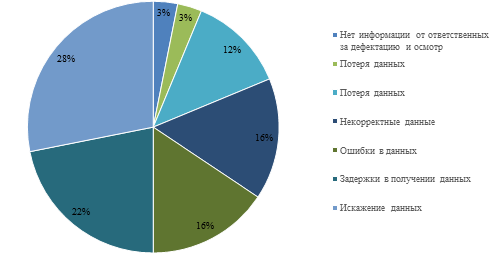 3%
3%
12%
16%
16%
22%
28%
Нет информации от ответственных
за дефектацию и осмотр
Потеря данных
Потеря данных
Некорректные данные
Ошибки в данных
Задержки в получении данных
Искажение данных